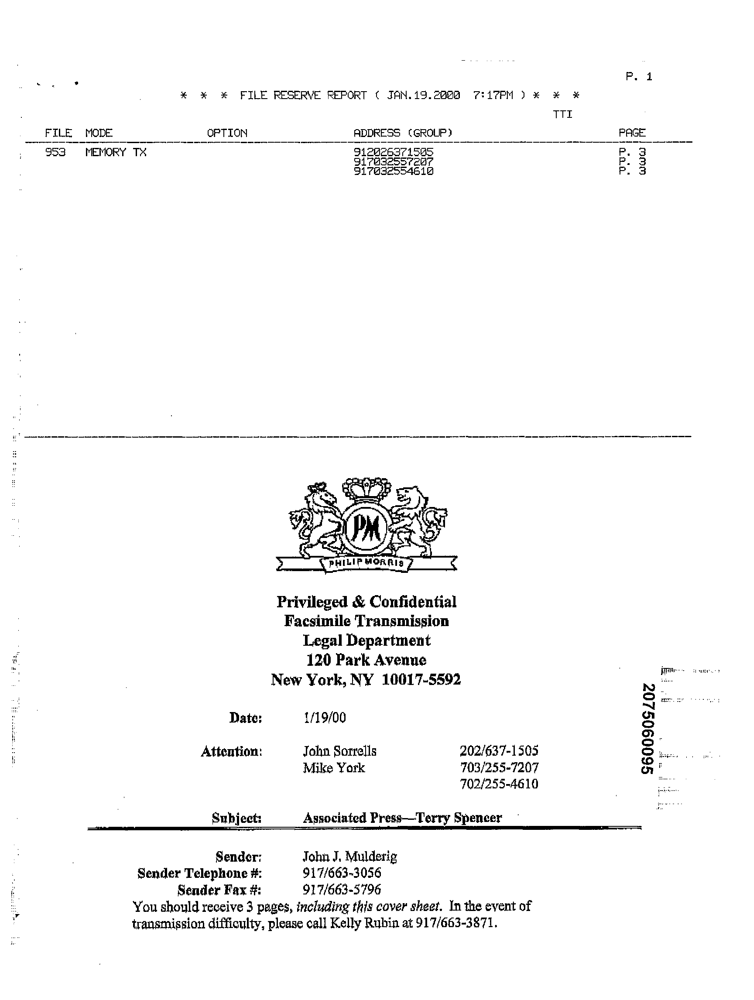 P. 1
* * * FILE RESERVE REPORT ( JAN.19.2000 7:17PM ) * * *
TTI
FILE MODE OPTION ADDRESS (GROUP) PAGE
953 MEMORY TX 912026371505 P. 3
917032557207 P. 3
917032554610 P. 3
PM
PHILIP MORRIS
Privileged & Confidential
Facsimile Transmission
Legal Department
120 Park Avenue
New York, NY 10017-5592
Date: 1/19/00
Attention: John Sorrells 202/637-1505
Mike York 703/255-7207
702/255-4610
Subject: Associated Press—Terry Spencer
Sender: John J. Mulderig
Sender Telephone #: 917/663-3056
Sender Fax #: 917/663-5796
You should receive 3 pages, including this cover sheet. In the event of
transmission difficulty, please call Kelly Rubin at 917/663-3871.
2075060095